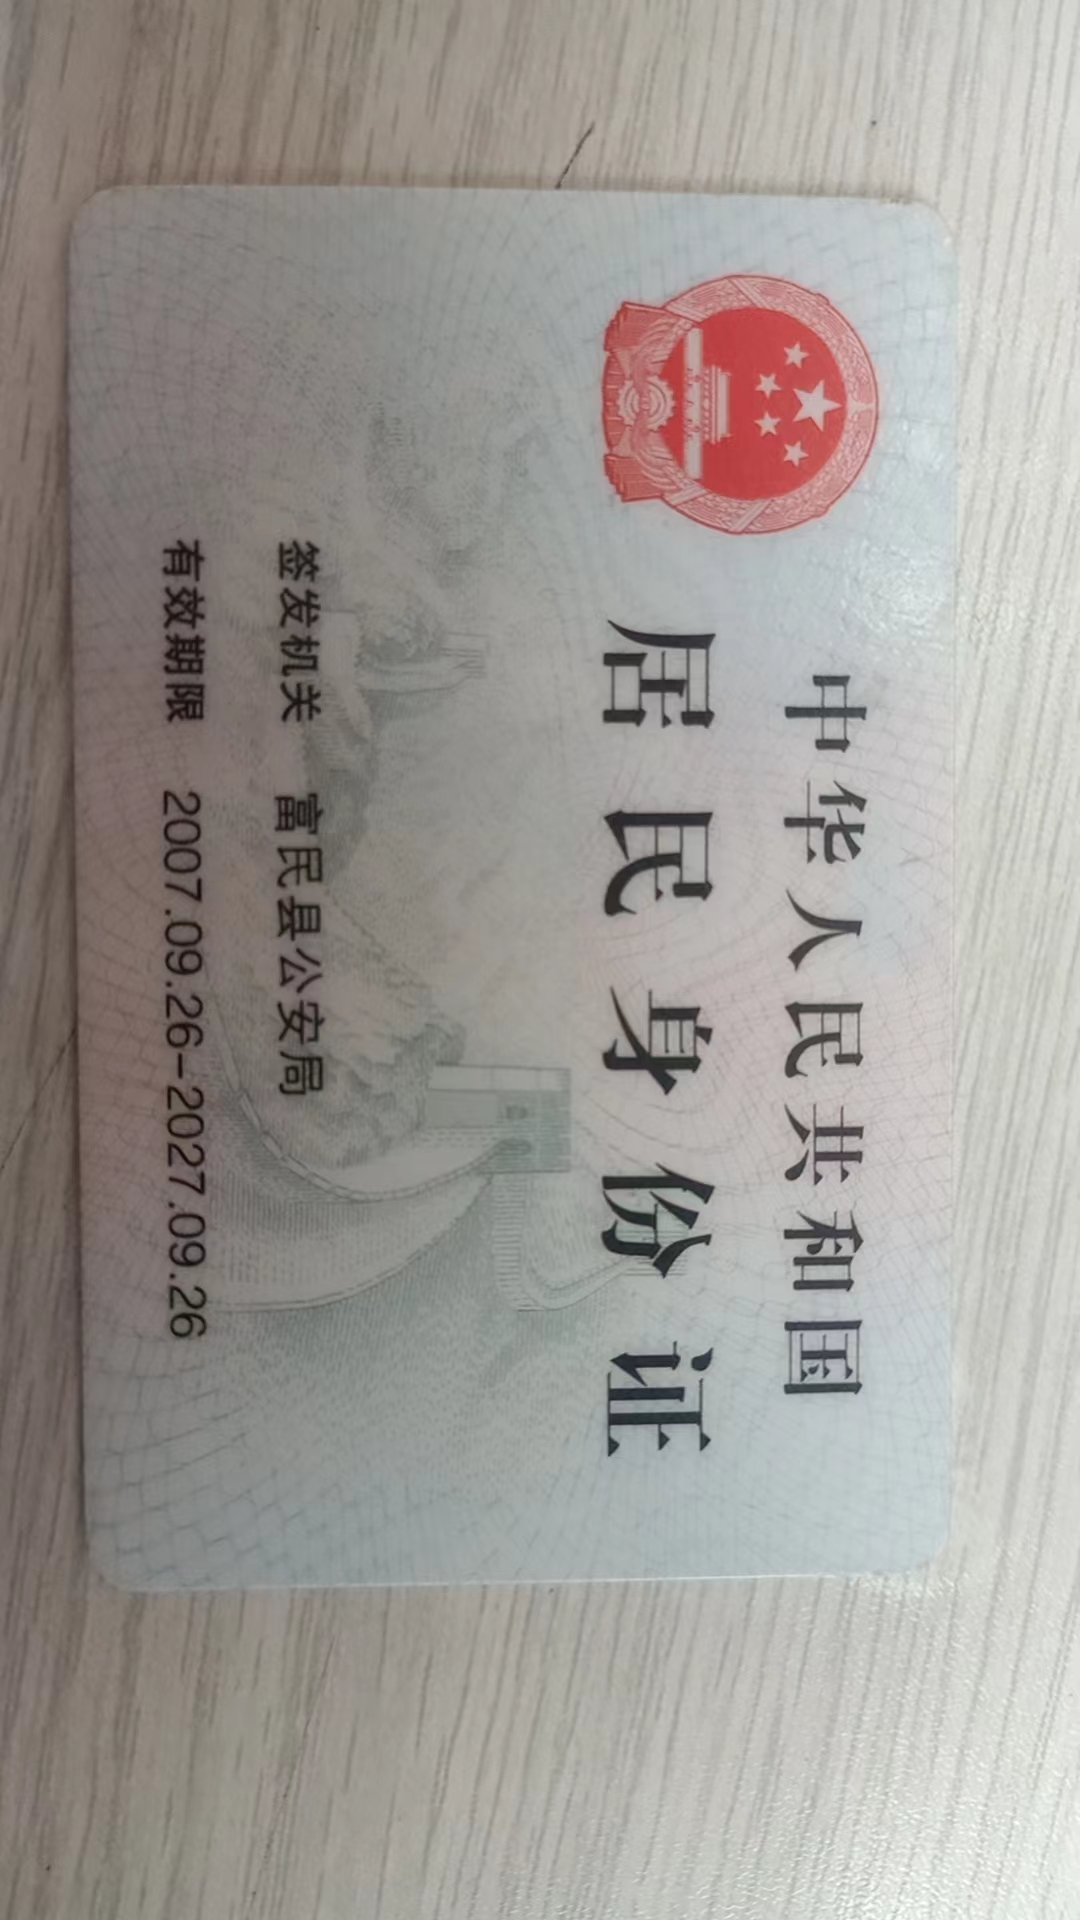 中华人民共和国
居民身份证
签发机关 富民县公安局
有效期限 2007.09.26-2027.09.26